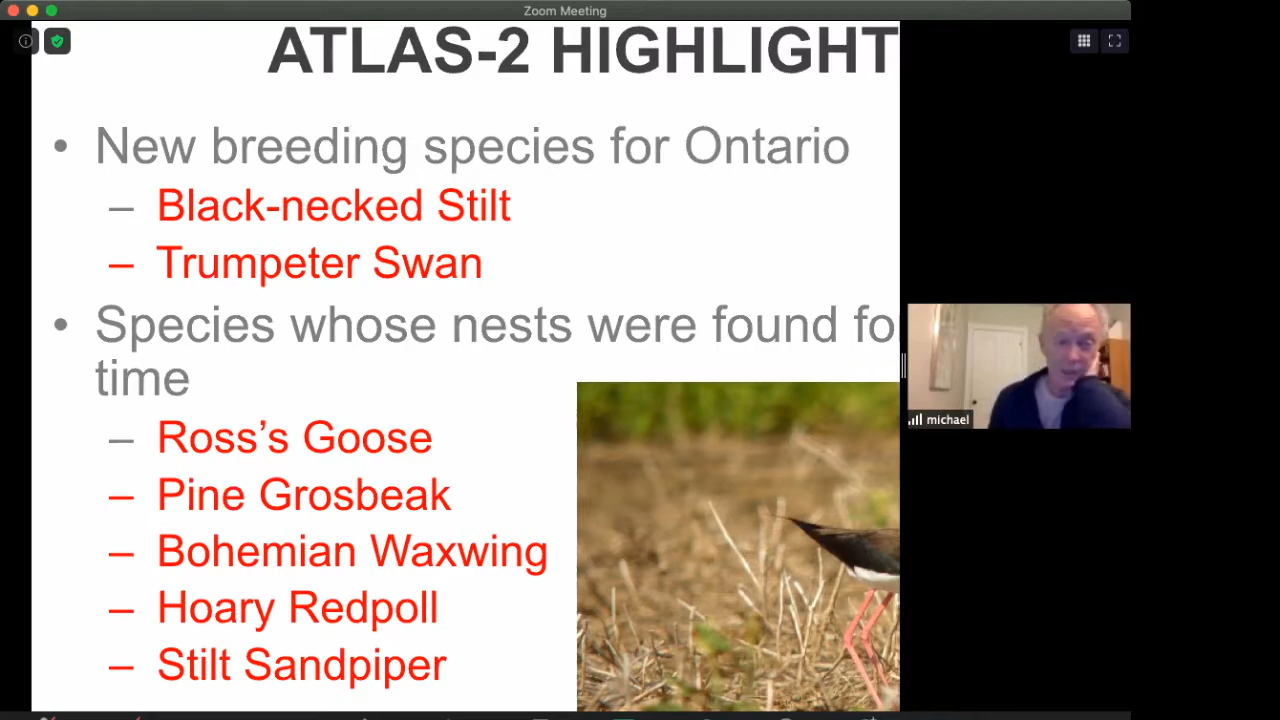 Zoom Meeting
ATLAS-2 HIGHLIGHT
• New breeding species for Ontario
– Black-necked Stilt
– Trumpeter Swan
• Species whose nests were found fo
time
– Ross’s Goose
– Pine Grosbeak
– Bohemian Waxwing
– Hoary Redpoll
– Stilt Sandpiper
michael